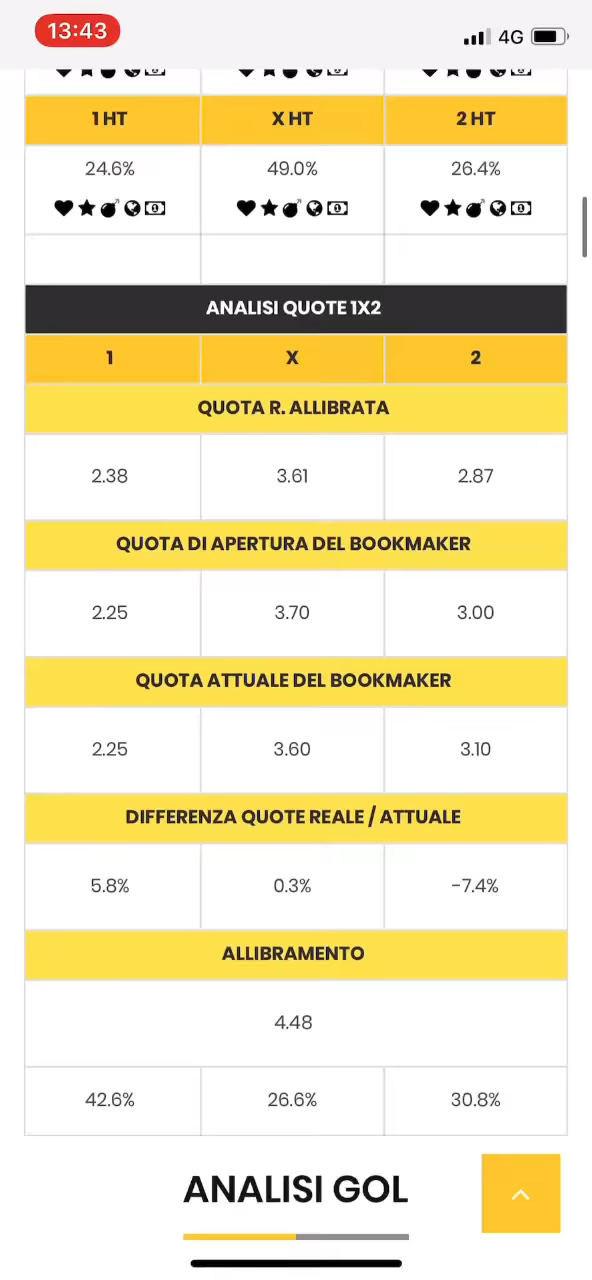 13:43 4G
1 HT X HT 2 HT
24.6% 49.0% 26.4%
ANALISI QUOTE 1X2
1 X 2
QUOTA R. ALLIBRATA
2.38 3.61 2.87
QUOTA DI APERTURA DEL BOOKMAKER
2.25 3.70 3.00
QUOTA ATTUALE DEL BOOKMAKER
2.25 3.60 3.10
DIFFERENZA QUOTE REALE / ATTUALE
5.8% 0.3% -7.4%
ALLIBRAMENTO
4.48
42.6% 26.6% 30.8%
ANALISI GOL